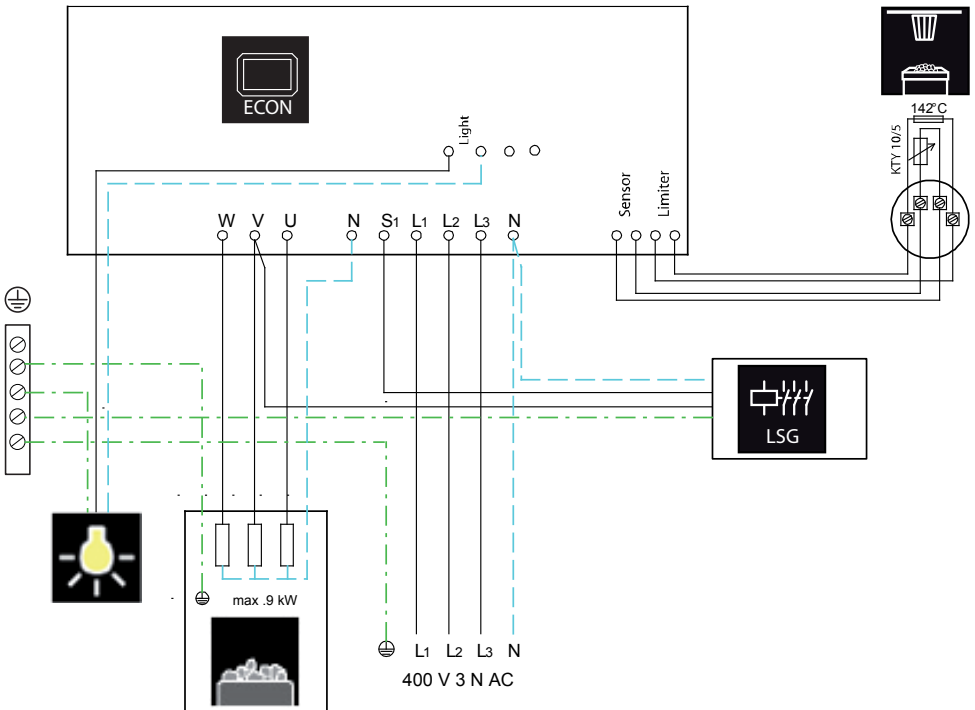 ECON
Light
142°C
KTY 10/5
Sensor
Limiter
W V U N S1 L1 L2 L3 N
LSG
max .9 kW
L1 L2 L3 N
400 V 3 N AC